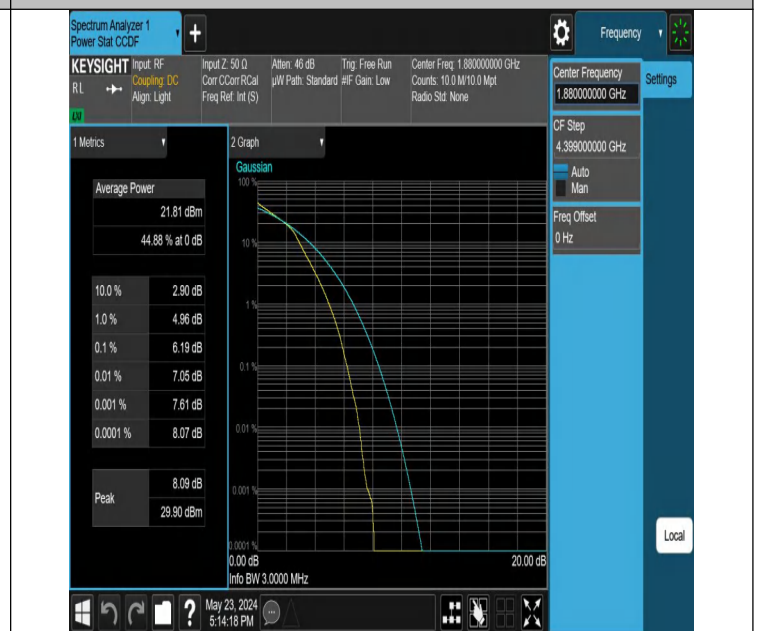 Spectrum Analyzer 1
Power Stat CCDF
+
Frequency
KEYSIGHT
RL
Input: RF
Coupling: DC
Align: Light
Input Z: 50 Ω
Corr CCorr RCal
Freq Ref: Int (S)
Atten: 46 dB
µW Path: Standard
Trig: Free Run
#IF Gain: Low
Center Freq: 1.880000000 GHz
Counts: 10.0 M/10.0 Mpt
Radio Std: None
Center Frequency
1.880000000 GHz
Settings
CF Step
4.399000000 GHz
Auto
Man
Freq Offset
0 Hz
1 Metrics
Average Power
21.81 dBm
44.88 % at 0 dB
10.0 % 2.90 dB
1.0 % 4.96 dB
0.1 % 6.19 dB
0.01 % 7.05 dB
0.001 % 7.61 dB
0.0001 % 8.07 dB
Peak
8.09 dB
29.90 dBm
2 Graph
Gaussian
100 %
10 %
1 %
0.1 %
0.01 %
0.001 %
0.0001 %
0.00 dB 20.00 dB
Info BW 3.0000 MHz
Local
?
May 23, 2024
5:14:18 PM